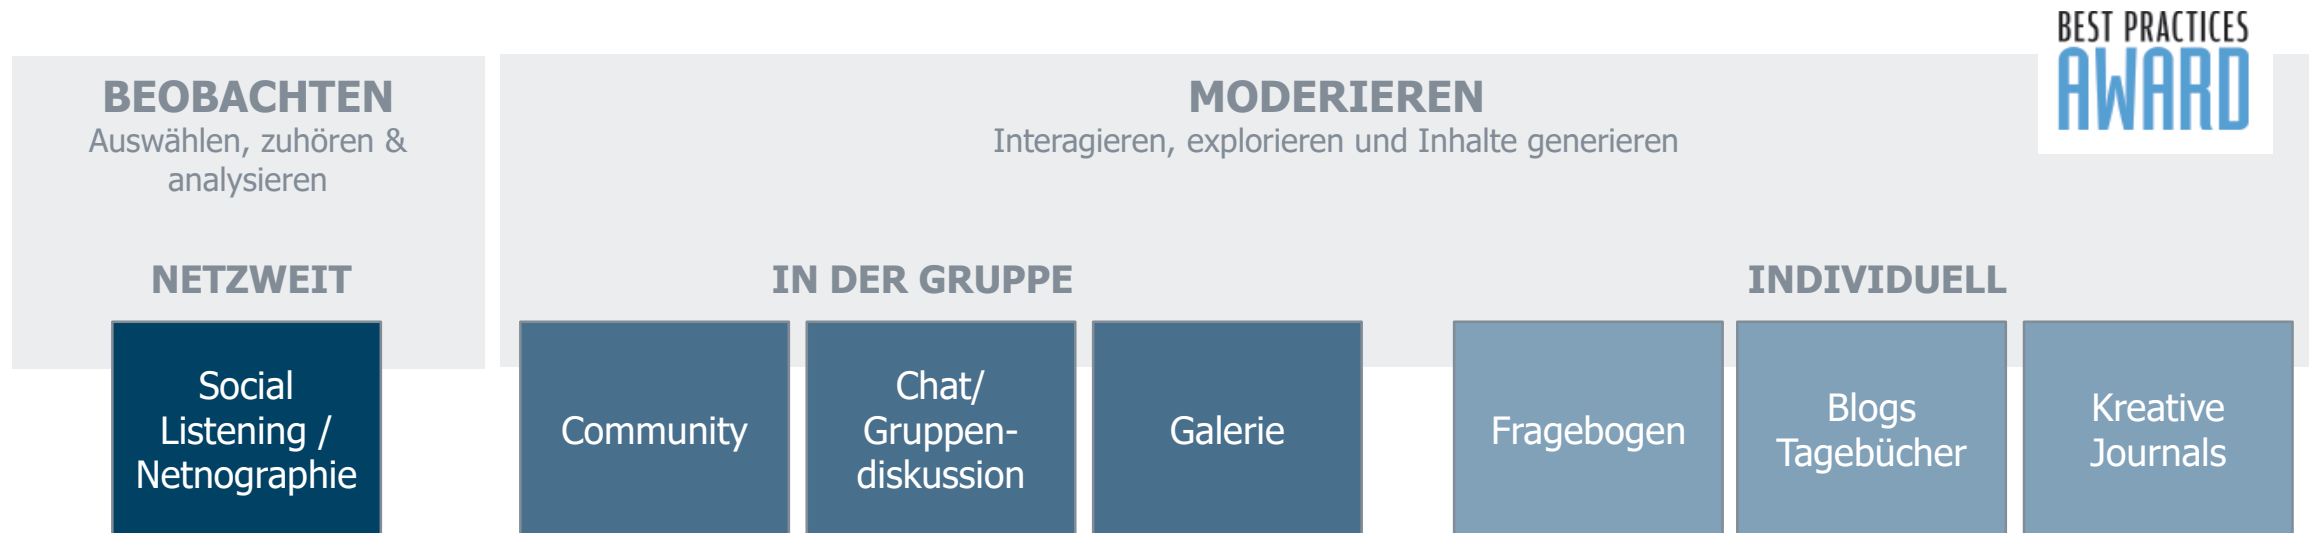 BEST PRACTICES
AWARD
BEOBACHTEN
Auswählen, zuhören &
analysieren
MODERIEREN
Interagieren, explorieren und Inhalte generieren
NETZWEIT
IN DER GRUPPE
INDIVIDUELL
Social
Listening /
Netnographie
Community
Chat/
Gruppen-
diskussion
Galerie
Fragebogen
Blogs
Tagebücher
Kreative
Journals